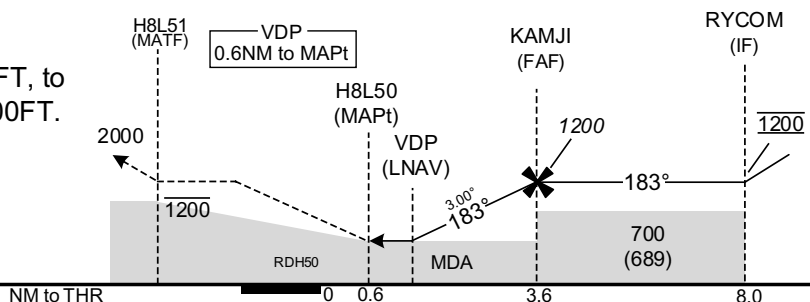 FT, to
00FT.
H8L51
(MATF)
VDP
0.6NM to MAPt
H8L50
(MAPt)
VDP
(LNAV)
KAMJI
(FAF)
RYCOM
(IF)
2000
1200
1200
1200
3.00°
183°
183°
RDH50
MDA
700
(689)
NM to THR
0
0.6
3.6
8.0